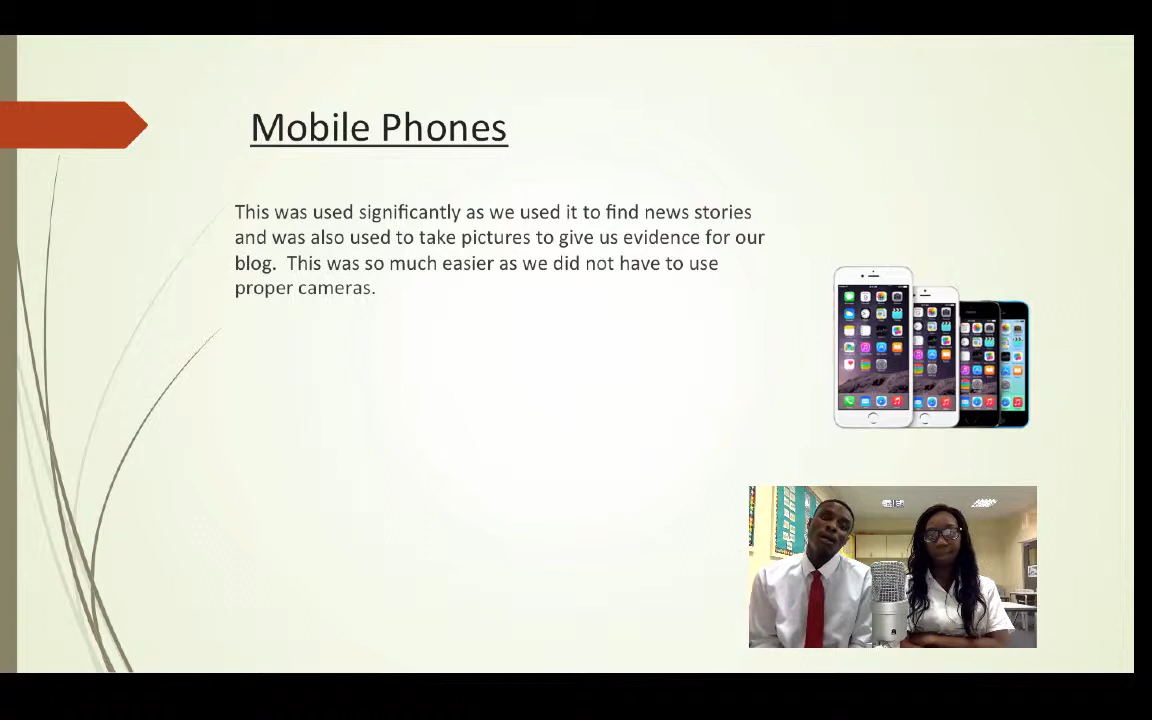 Mobile Phones
This was used significantly as we used it to find news stories
and was also used to take pictures to give us evidence for our
blog.  This was so much easier as we did not have to use
proper cameras.